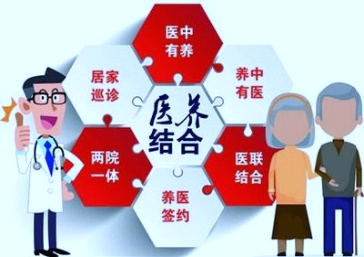 医中
有养
居家
巡诊
养中
有医
医养
结合
两院
一体
医联
结合
养医
签约